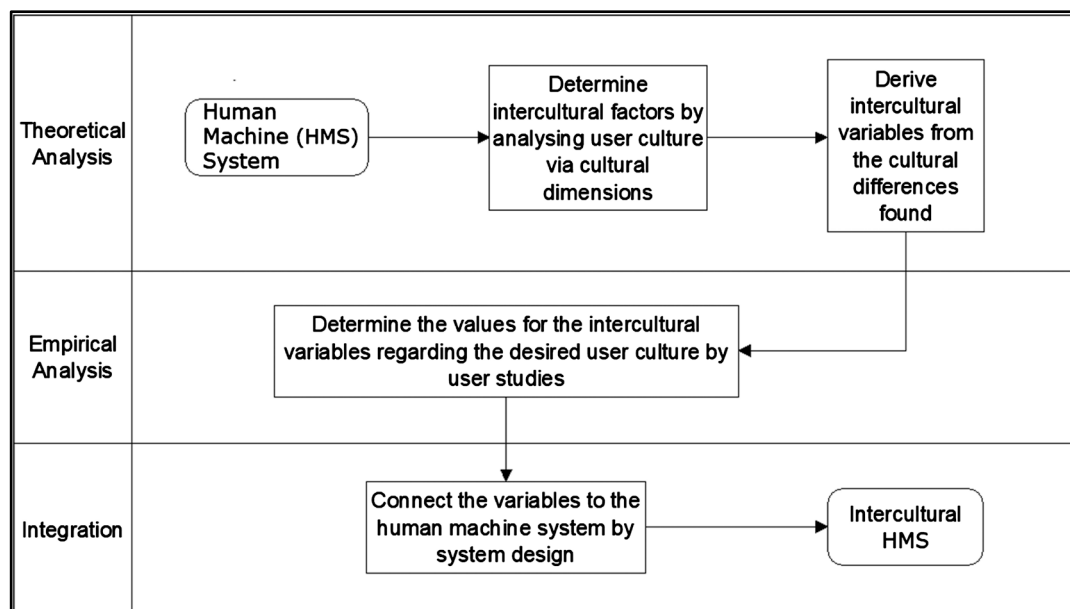 Theoretical
Analysis
Human
Machine (HMS)
System
Determine
intercultural factors by
analysing user culture
via cultural
dimensions
Derive
intercultural
variables from
the cultural
differences
found
Empirical
Analysis
Determine the values for the intercultural
variables regarding the desired user culture by
user studies
Integration
Connect the variables to the
human machine system by
system design
Intercultural
HMS